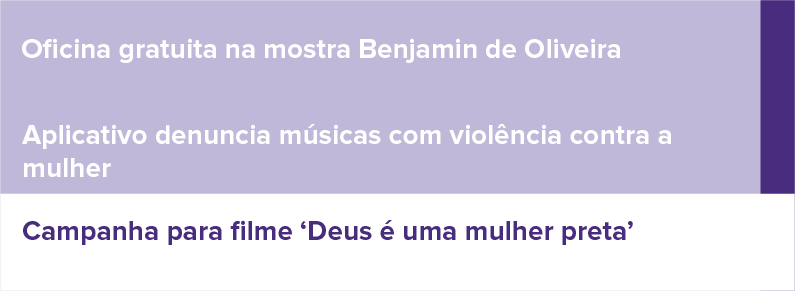 Oficina gratuita na mostra Benjamin de Oliveira
Aplicativo denuncia músicas com violência contra a
mulher
Campanha para filme ‘Deus é uma mulher preta’